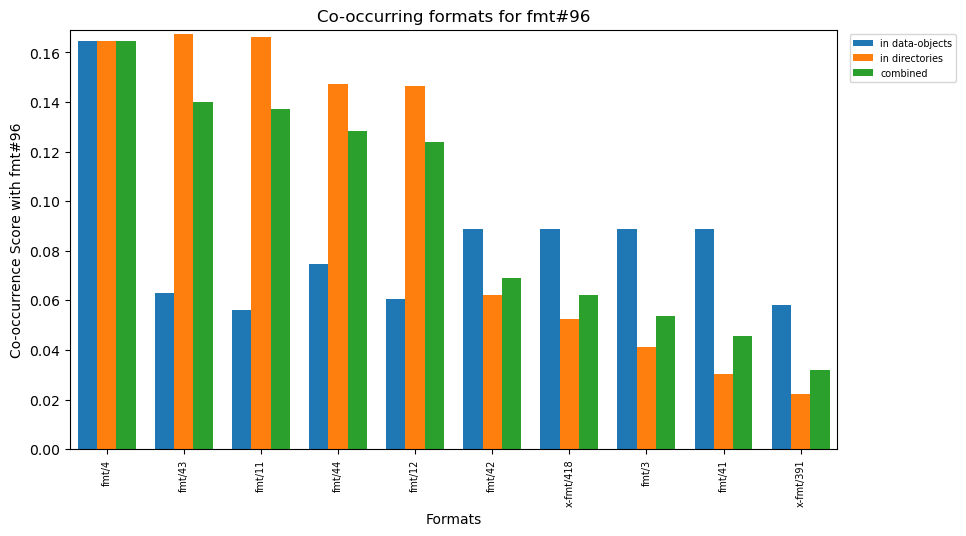 Co-occurring formats for fmt#96
in data-objects
in directories
combined
Co-occurrence Score with fmt#96
0.16
0.14
0.12
0.10
0.08
0.06
0.04
0.02
0.00
fmt/4
fmt/43
fmt/11
fmt/44
fmt/12
fmt/42
x-fmt/418
fmt/3
fmt/41
x-fmt/391
Formats